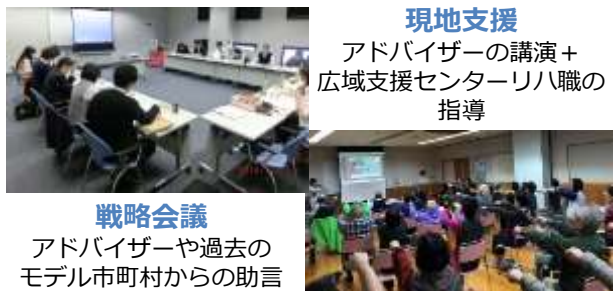 現地支援
アドバイザーの講演＋
広域支援センターリハ職の
指導
戦略会議
アドバイザーや過去の
モデル市町村からの助言